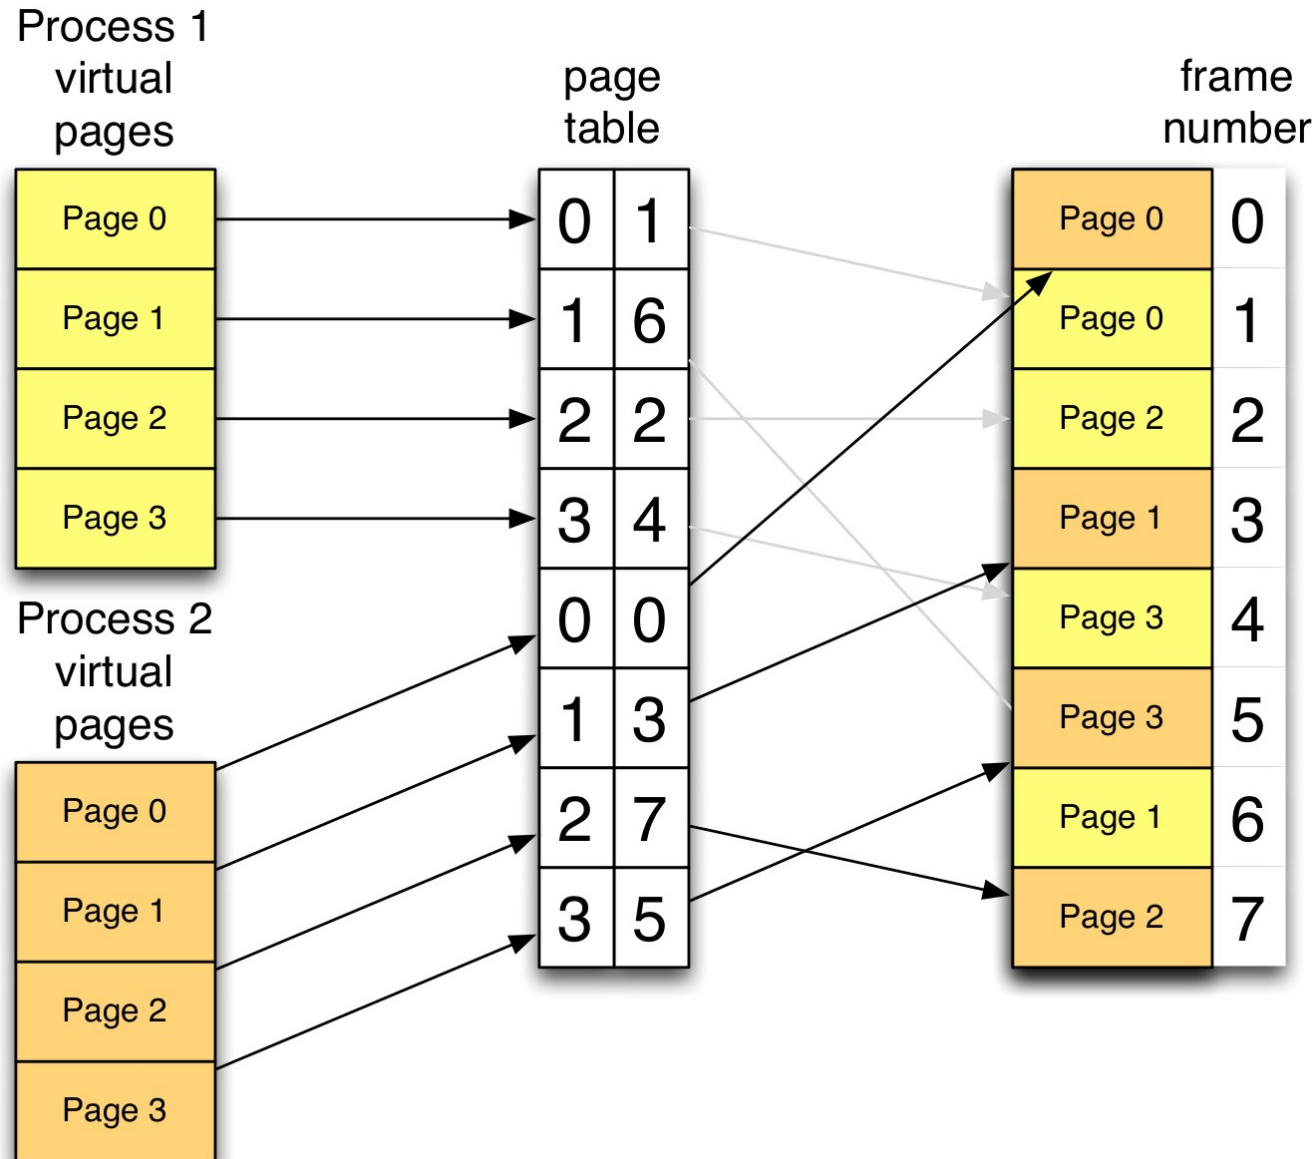 Process 1
virtual
pages
Page 0
Page 1
Page 2
Page 3
Process 2
virtual
pages
Page 0
Page 1
Page 2
Page 3
page
table
0 1
1 6
2 2
3 4
0 0
1 3
2 7
3 5
frame
number
Page 0 0
Page 0 1
Page 2 2
Page 1 3
Page 3 4
Page 3 5
Page 1 6
Page 2 7